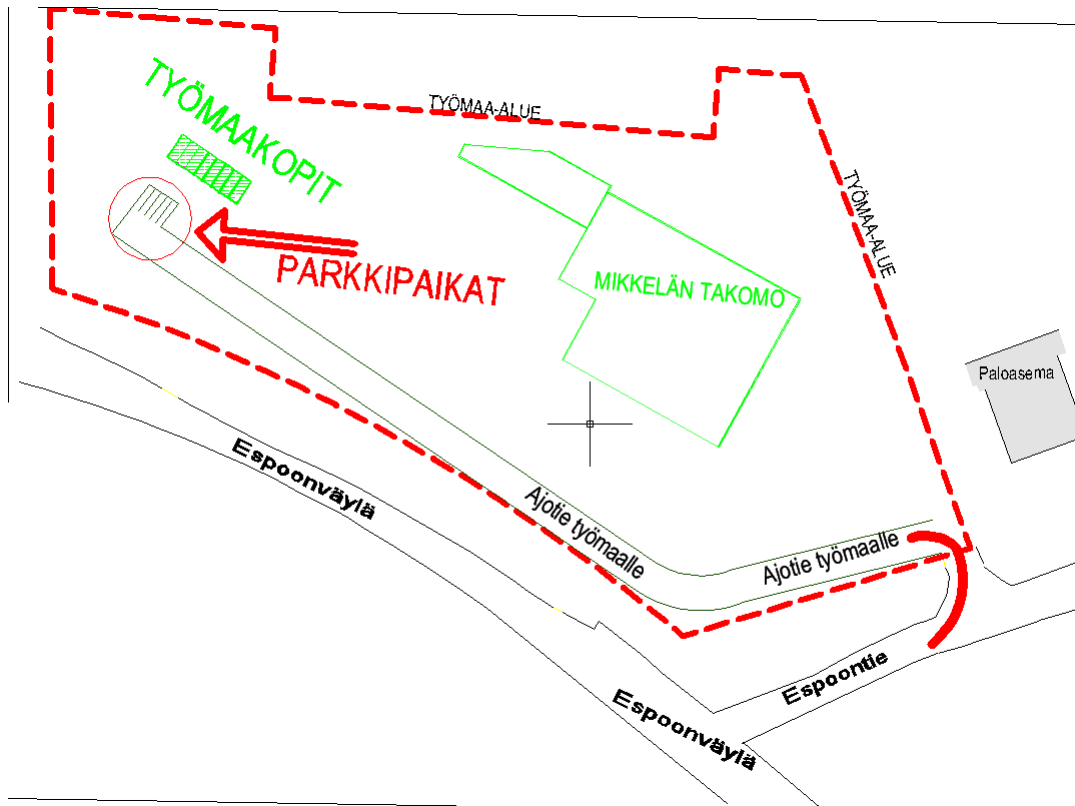 TYÖMAAKOPIT
TYÖMAA-ALUE
TYÖMAA-ALUE
PARKKIPAIKAT
MIKKELÄN TAKOMO
Paloasema
Espoonväylä
Ajotie työmaalle
Ajotie työmaalle
Espoontie
Espoonväylä